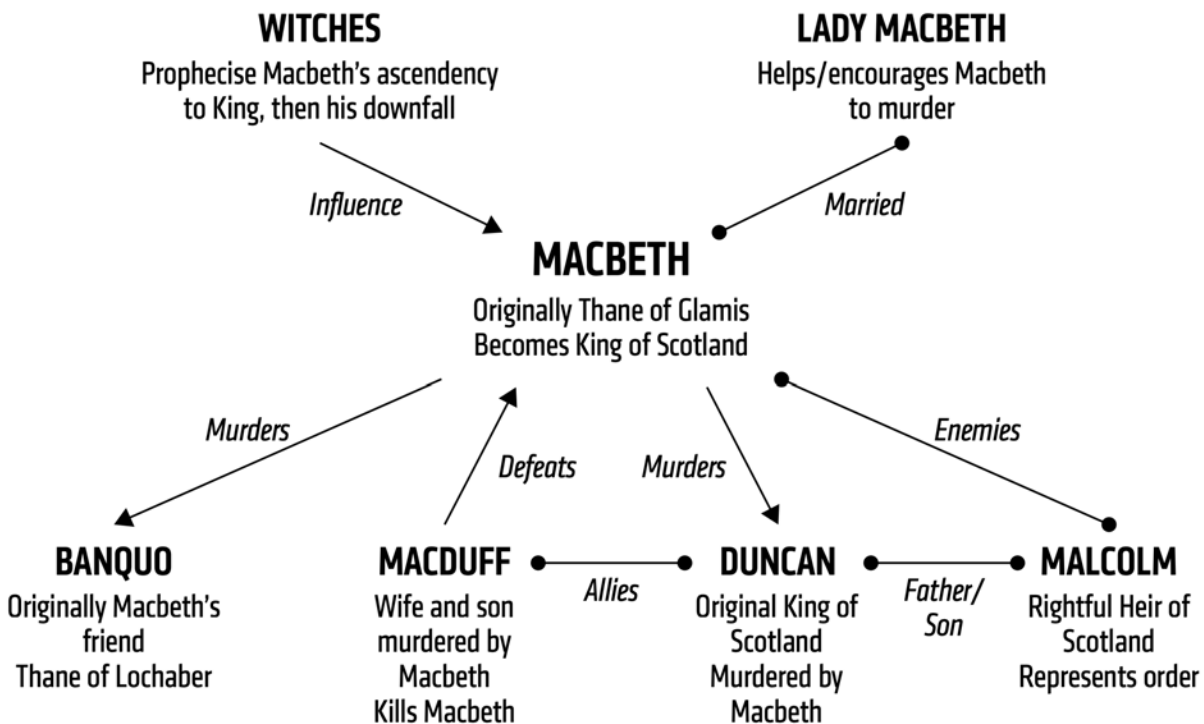 WITCHES
Prophecise Macbeth's ascendency
to King, then his downfall
LADY MACBETH
Helps/encourages Macbeth
to murder
Influence
Married
MACBETH
Originally Thane of Glamis
Becomes King of Scotland
Murders
Defeats
Murders
Enemies
BANQUO
Originally Macbeth's
friend
Thane of Lochaber
MACDUFF
Wife and son
murdered by
Macbeth
Kills Macbeth
Allies
DUNCAN
Original King of
Scotland
Murdered by
Macbeth
Father/
Son
MALCOLM
Rightful Heir of
Scotland
Represents order